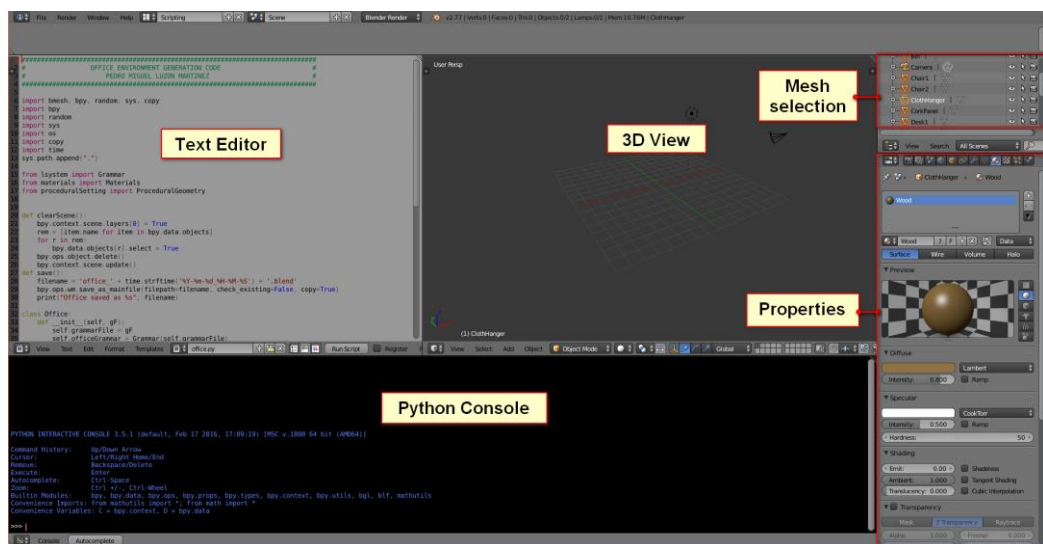 File Render Window Help Scripting Scene Blender Render v2.77 | Verts:0 | Faces:0 | Tris:0 | Objects:0/2 | Lamps:0/2 | Mem:10.76M | ClothHanger
################################################################################
# OFFICE ENVIRONMENT GENERATION CODE #
# PEDRO MIGUEL LUZON MARTINEZ #
################################################################################
import bmesh, bpy, random, sys, copy
import bpy
import random
import sys
import os
import copy
import time
sys.path.append(".")
from lsystem import Grammar
from materials import Materials
from proceduralSetting import ProceduralGeometry
def clearScene():
bpy.context.scene.layers[0] = True
rem = [item.name for item in bpy.data.objects]
for r in rem:
bpy.data.objects[r].select = True
bpy.ops.object.delete()
bpy.context.scene.update()
def save():
filename = 'office_' + time.strftime("%Y-%m-%d_%H-%M-%S") + '.blend'
bpy.ops.wm.save_as_mainfile(filepath=filename, check_existing=False, copy=True)
print("Office saved as %s", filename)
class Office:
def __init__(self, gF):
self.grammarFile = gF
self.officeGrammar = Grammar(self.grammarFile)
Text Editor
View Text Edit Format Templates office.py Run Script Register
User Persp
3D View
(1) ClothHanger
View Select Add Object Object Mode Global
Mesh
selection
Camera
Chair1
Chair2
ClothHanger
CorkPanel
Desk1
View Search All Scenes
Properties
ClothHanger Wood
Wood
Wood 7 F Data
Surface Wire Volume Halo
Preview
Diffuse
Lambert
Intensity: 0.800 Ramp
Specular
CookTorr
Intensity: 0.500 Ramp
Hardness: 50
Shading
Emit: 0.00 Shadeless
Ambient: 1.000 Tangent Shading
Translucency: 0.000 Cubic Interpolation
Transparency
Mask Z Transparency Raytrace
Alpha: 1.000 Fresnel: 0.000
Python Console
PYTHON INTERACTIVE CONSOLE 3.5.1 (default, Feb 17 2016, 17:09:19) [MSC v.1800 64 bit (AMD64)]
Command History: Up/Down Arrow
Cursor: Left/Right Home/End
Remove: Backspace/Delete
Execute: Enter
Autocomplete: Ctrl-Space
Zoom: Ctrl +/-, Ctrl-Wheel
Builtin Modules: bpy, bpy.data, bpy.ops, bpy.props, bpy.types, bpy.context, bpy.utils, bgl, blf, mathutils
Convenience Imports: from mathutils import *; from math import *
Convenience Variables: C = bpy.context, D = bpy.data
>>>
Console Autocomplete